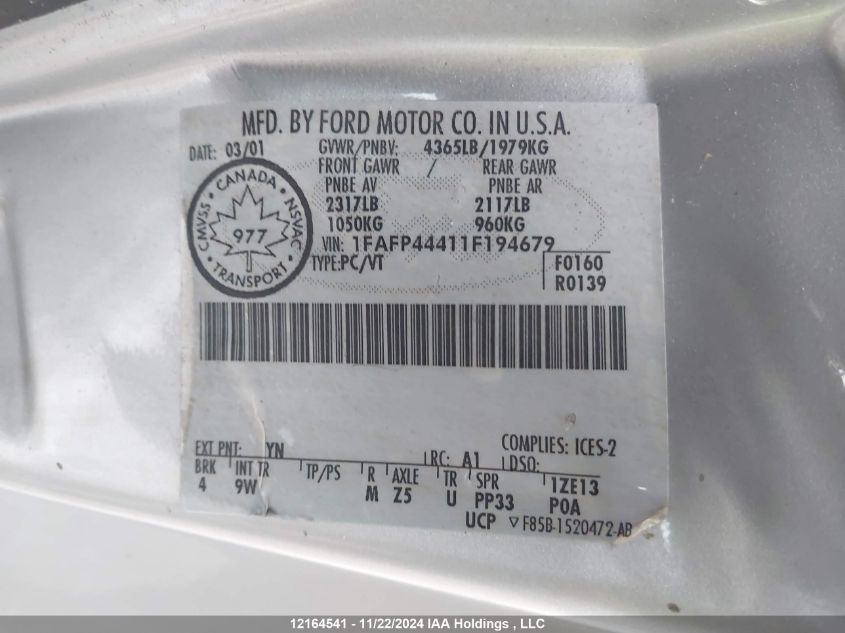 MFD. BY FORD MOTOR CO. IN U.S.A.
DATE: 03/01 GVWR/PNBV: 4365LB/1979KG
FRONT GAWR / REAR GAWR
PNBE AV PNBE AR
2317LB 2117LB
1050KG 960KG
CANADA
CMVSS NSVAC
977
TRANSPORT
VIN: 1FAFP44411F194679
TYPE:PC/VT F0160
R0139
COMPLIES: ICES-2
EXT PNT: YN RC: A1 DSO:
BRK INT TR TP/PS R AXLE TR SPR 1ZE13
4 9W M Z5 U PP33 P0A
UCP ▽ F85B-1520472-AB
12164541 - 11/22/2024 IAA Holdings , LLC